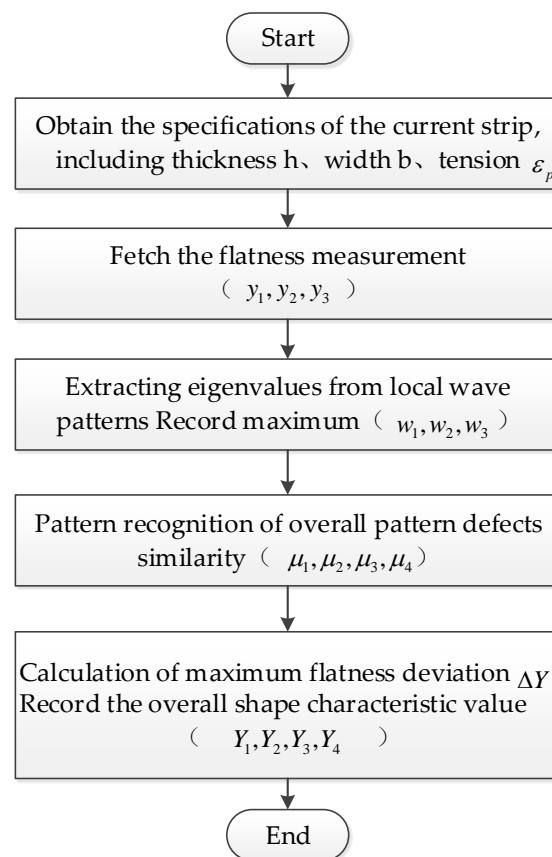 Start
Obtain the specifications of the current strip,
including thickness h、width b、tension εp
Fetch the flatness measurement
（ y1,y2,y3 ）
Extracting eigenvalues from local wave
patterns Record maximum（ w1,w2,w3）
Pattern recognition of overall pattern defects
similarity（ μ1,μ2,μ3,μ4）
Calculation of maximum flatness deviation ΔY
Record the overall shape characteristic value
（ Y1,Y2,Y3,Y4 ）
End